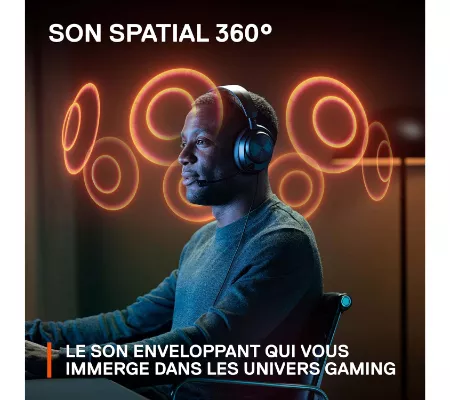 SON SPATIAL 360°
LE SON ENVELOPPANT QUI VOUS
IMMERGE DANS LES UNIVERS GAMING